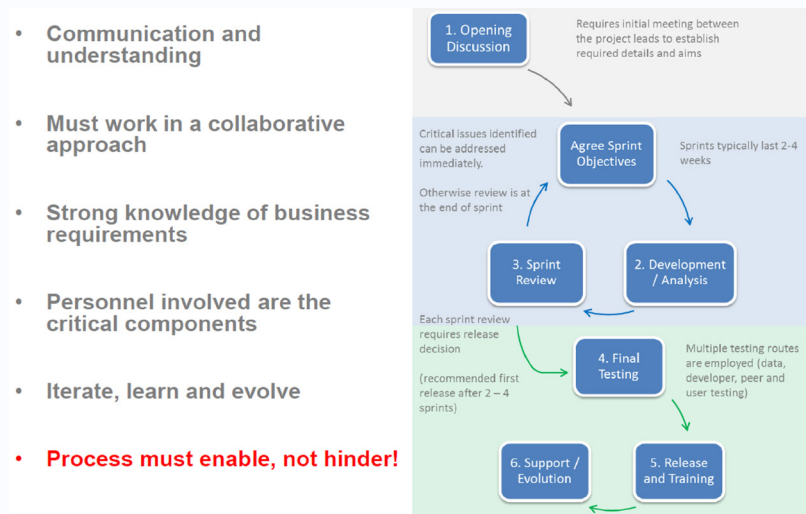 • Communication and
understanding
• Must work in a collaborative
approach
• Strong knowledge of business
requirements
• Personnel involved are the
critical components
• Iterate, learn and evolve
• Process must enable, not hinder!
1. Opening
Discussion
Requires initial meeting between
the project leads to establish
required details and aims
Critical issues identified
can be addressed
immediately.
Otherwise review is at
the end of sprint
Agree Sprint
Objectives
Sprints typically last 2-4
weeks
3. Sprint
Review
2. Development
/ Analysis
Each sprint review
requires release
decision
(recommended first
release after 2 – 4
sprints)
4. Final
Testing
Multiple testing routes
are employed (data,
developer, peer and
user testing)
6. Support /
Evolution
5. Release
and Training